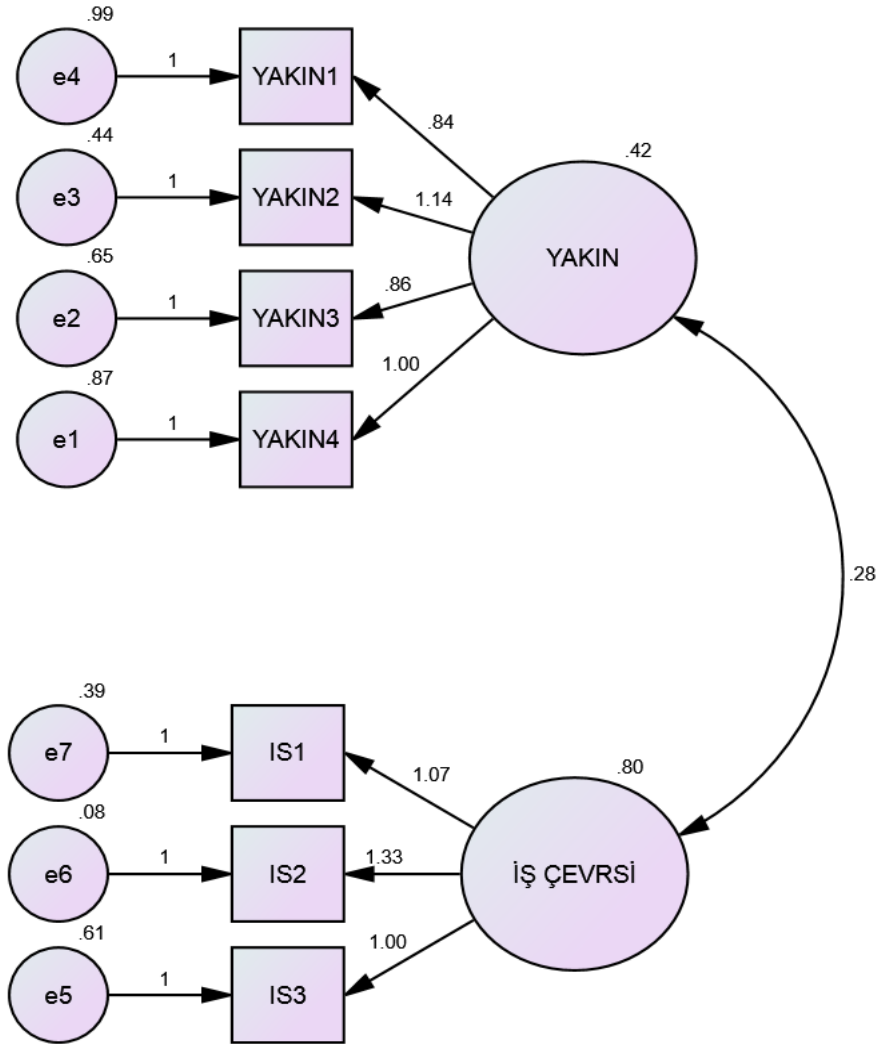 .99
e4 1 YAKIN1
.84
.44
e3 1 YAKIN2
1.14
.42
YAKIN
.65
e2 1 YAKIN3
.86
.87
e1 1 YAKIN4
1.00
.28
.39
e7 1 IS1
1.07
.80
İŞ ÇEVRSİ
.08
e6 1 IS2
1.33
.61
e5 1 IS3
1.00